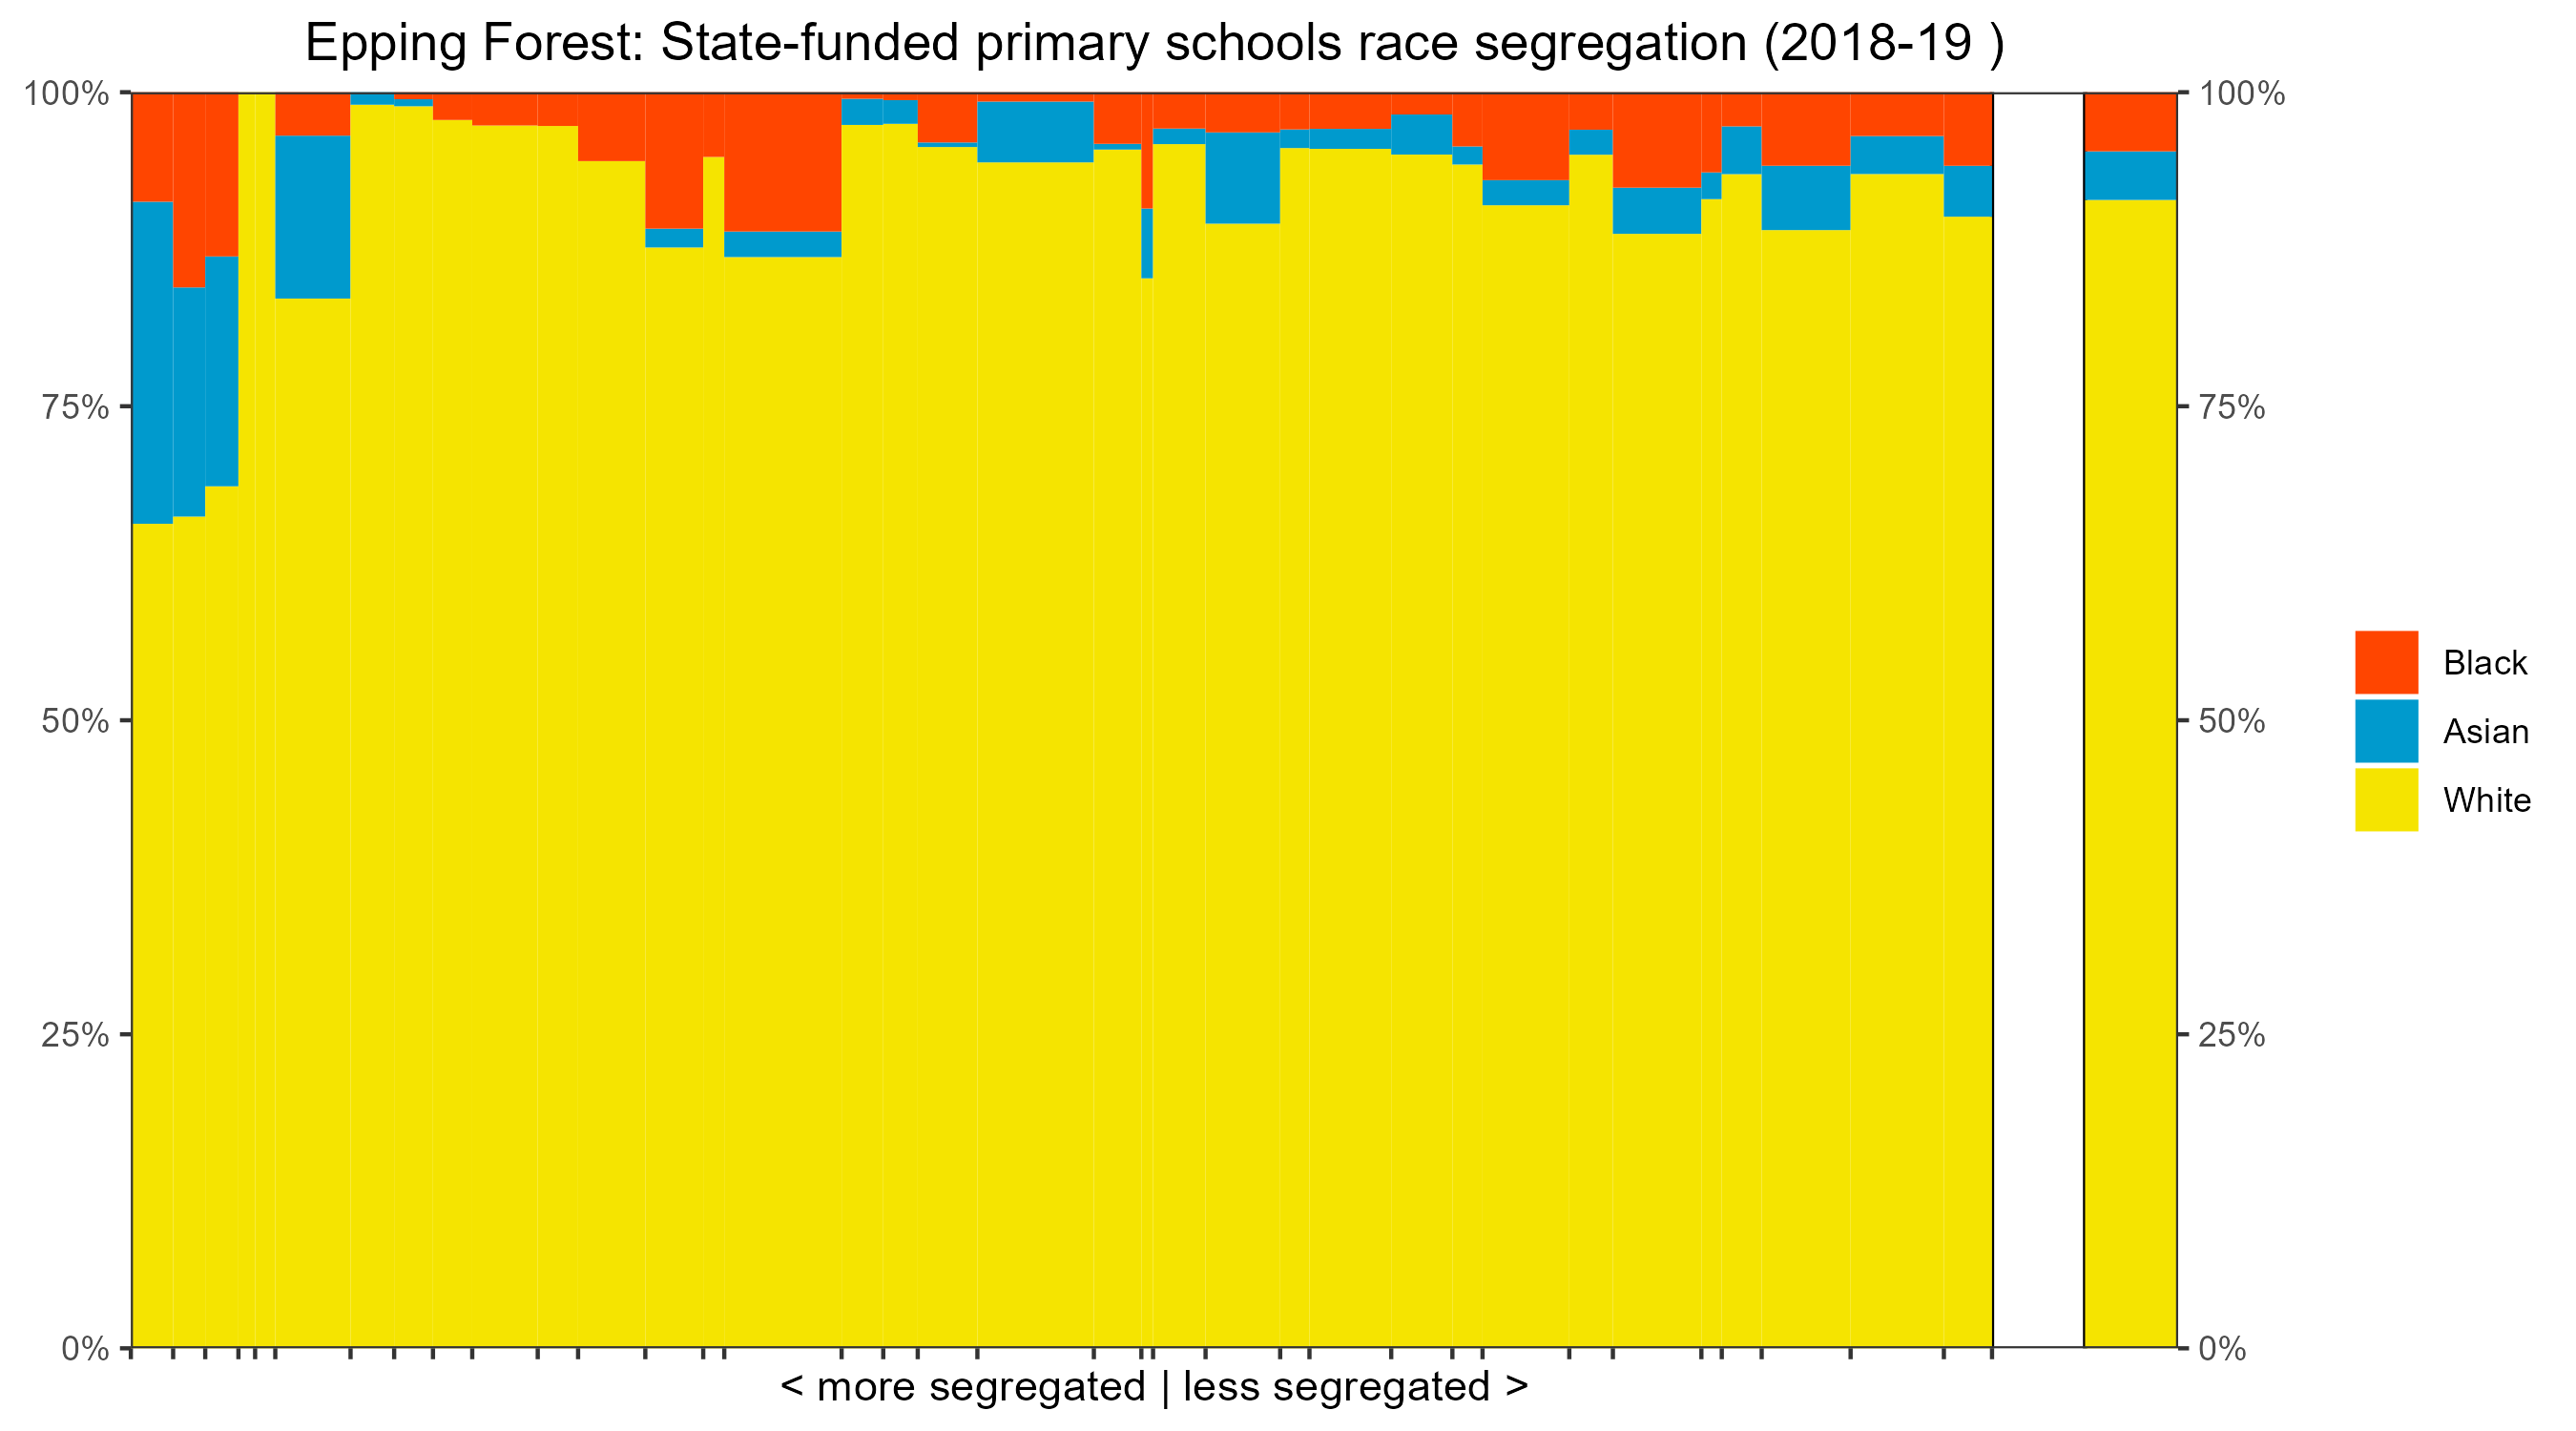 Epping Forest: State-funded primary schools race segregation (2018-19 )
100%
75%
50%
25%
0%
100%
75%
50%
25%
0%
Black
Asian
White
< more segregated | less segregated >